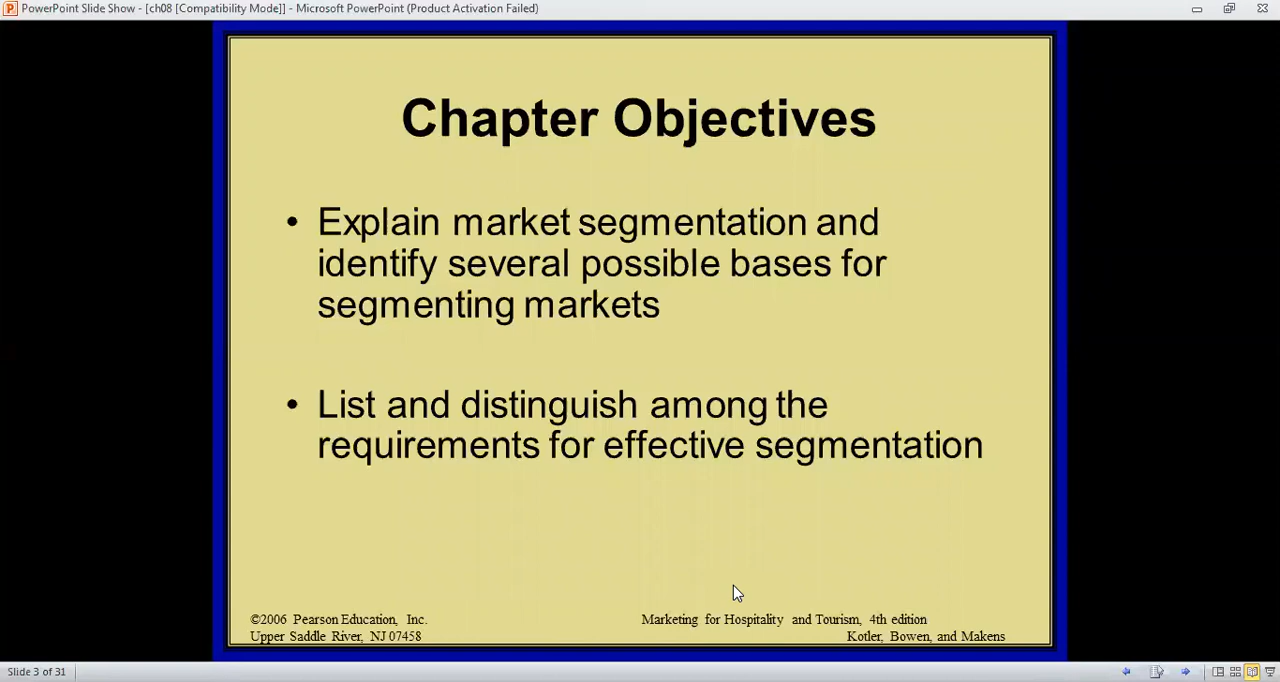 PowerPoint Slide Show - [ch08 [Compatibility Mode]] - Microsoft PowerPoint (Product Activation Failed)
Chapter Objectives
• Explain market segmentation and
identify several possible bases for
segmenting markets
• List and distinguish among the
requirements for effective segmentation
©2006 Pearson Education, Inc.
Upper Saddle River, NJ 07458
Marketing for Hospitality and Tourism, 4th edition
Kotler, Bowen, and Makens
Slide 3 of 31